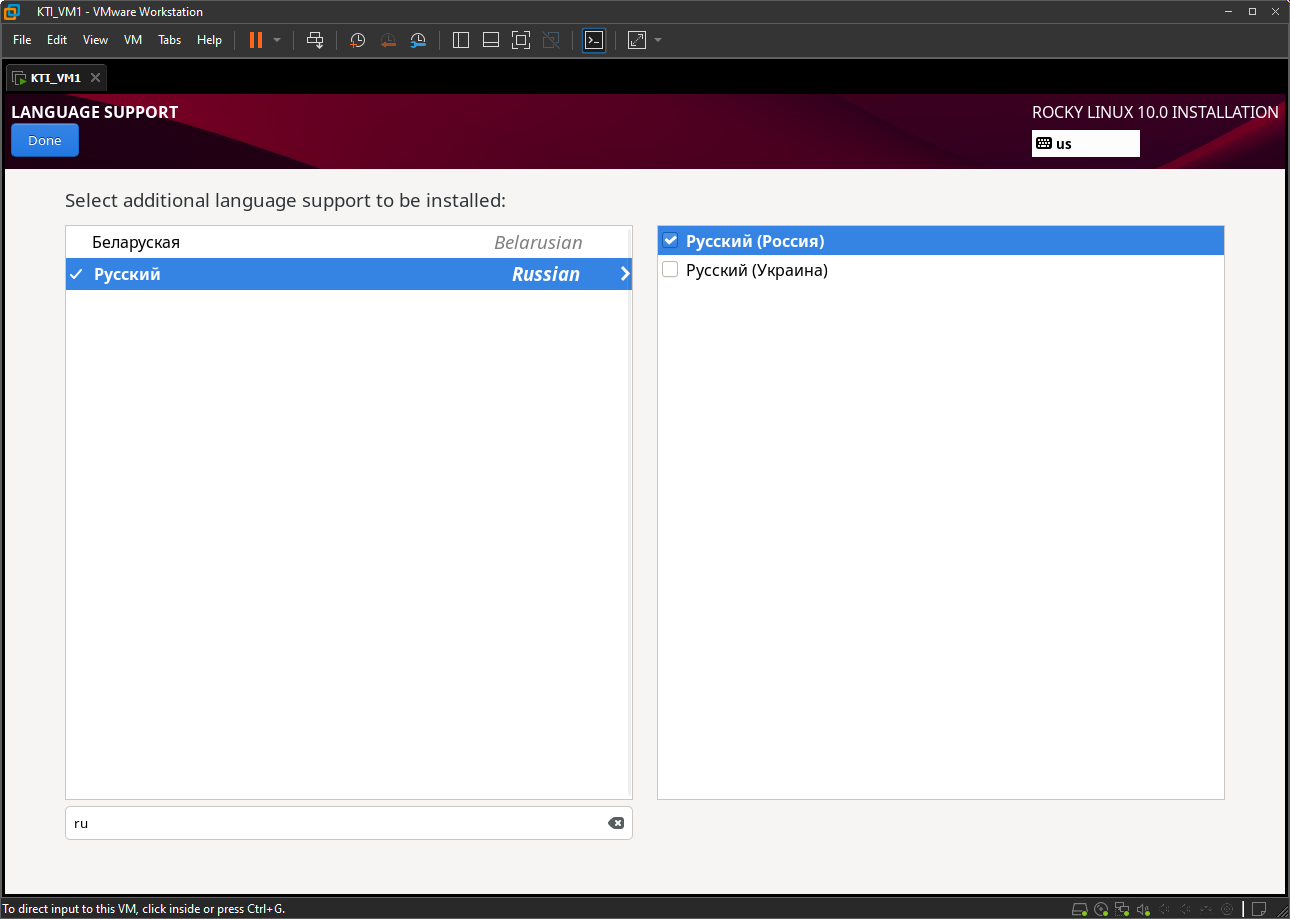 KTI_VM1 - VMware Workstation
File Edit View VM Tabs Help
KTI_VM1
LANGUAGE SUPPORT
ROCKY LINUX 10.0 INSTALLATION
Done
us
Select additional language support to be installed:
Беларуская Belarusian
Русский Russian
Русский (Россия)
Русский (Украина)
ru
To direct input to this VM, click inside or press Ctrl+G.